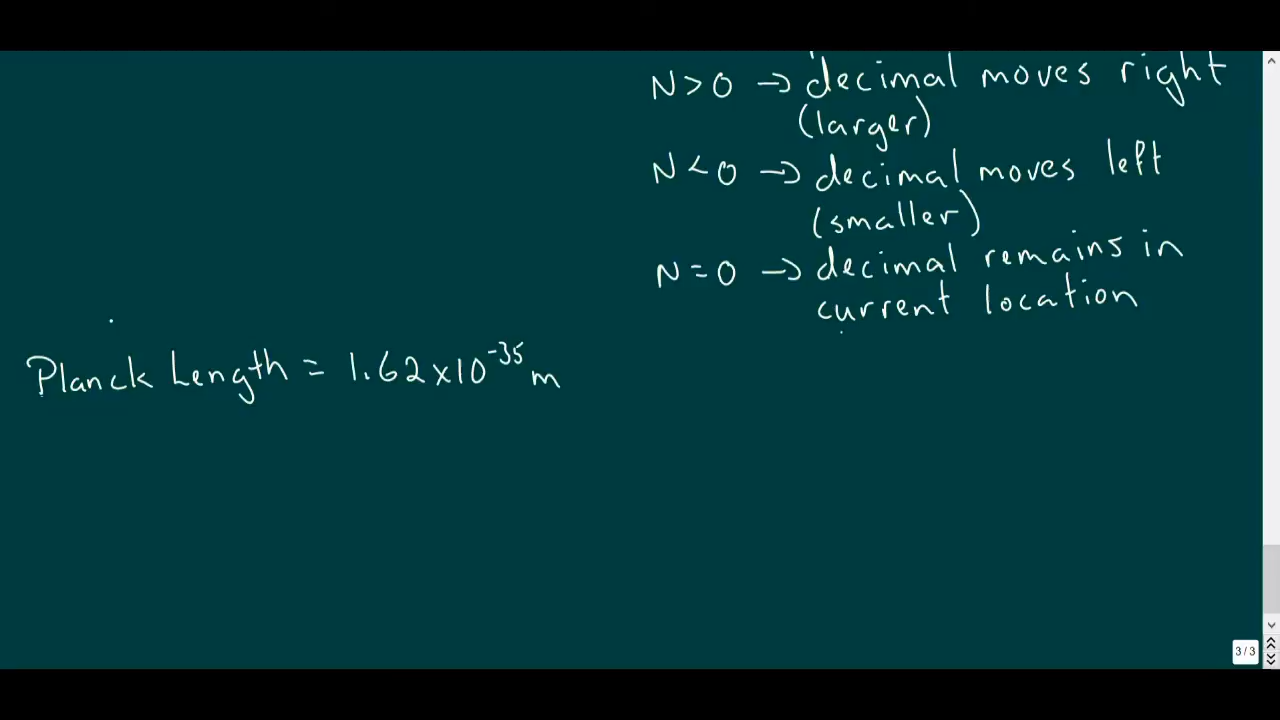 N > 0 → decimal moves right
(larger)
N < 0 → decimal moves left
(smaller)
N = 0 → decimal remains in
current location
Planck Length = 1.62 x 10⁻³⁵ m
3 / 3